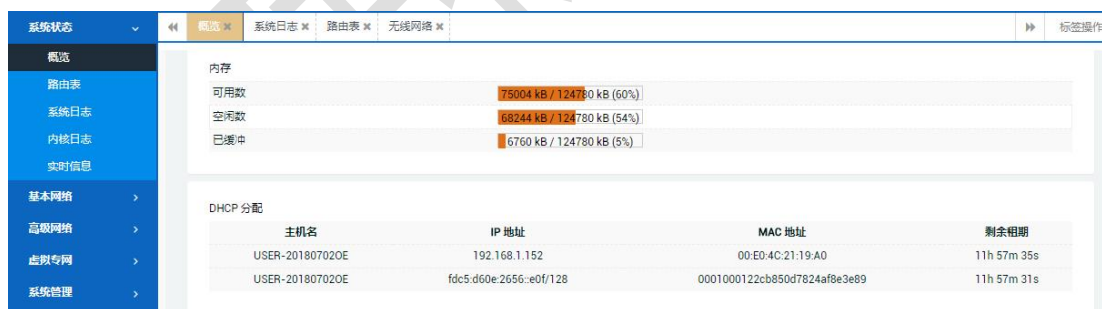 系统状态
概览 系统日志 路由表 无线网络 标签操作
概览
路由表
系统日志
内核日志
实时信息
基本网络
高级网络
虚拟专网
系统管理
内存
可用数 75004 kB / 124780 kB (60%)
空闲数 68244 kB / 124780 kB (54%)
已缓冲 6760 kB / 124780 kB (5%)
DHCP 分配
主机名 IP 地址 MAC 地址 剩余租期
USER-20180702OE 192.168.1.152 00:E0:4C:21:19:A0 11h 57m 35s
USER-20180702OE fdc5:d60e:2656::e0f/128 0001000122cb850d7824af8e3e89 11h 57m 31s